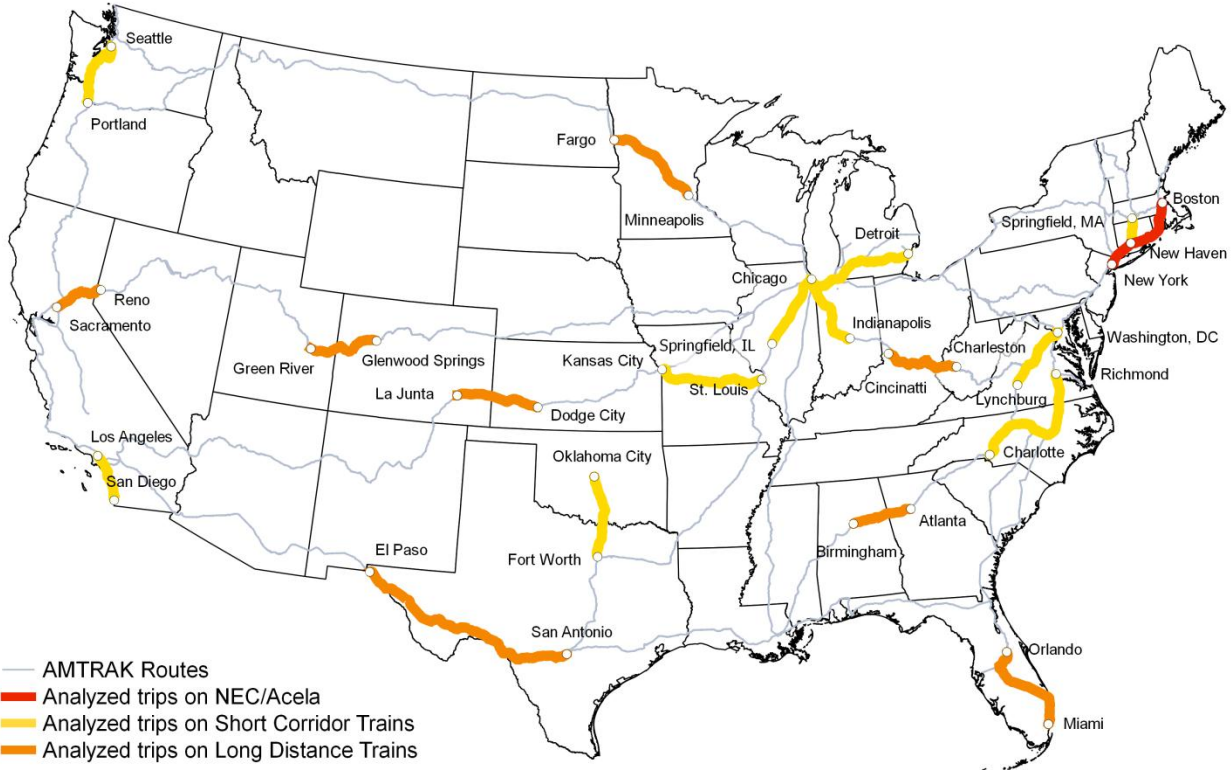 Seattle
Portland
Fargo
Minneapolis
Detroit
Springfield, MA
Boston
New Haven
New York
Chicago
Reno
Sacramento
Indianapolis
Springfield, IL
Charleston
Washington, DC
Green River
Glenwood Springs
Kansas City
Richmond
La Junta
St. Louis
Cincinatti
Lynchburg
Dodge City
Los Angeles
Charlotte
San Diego
Oklahoma City
Atlanta
El Paso
Fort Worth
Birmingham
San Antonio
Orlando
Miami
AMTRAK Routes
Analyzed trips on NEC/Acela
Analyzed trips on Short Corridor Trains
Analyzed trips on Long Distance Trains